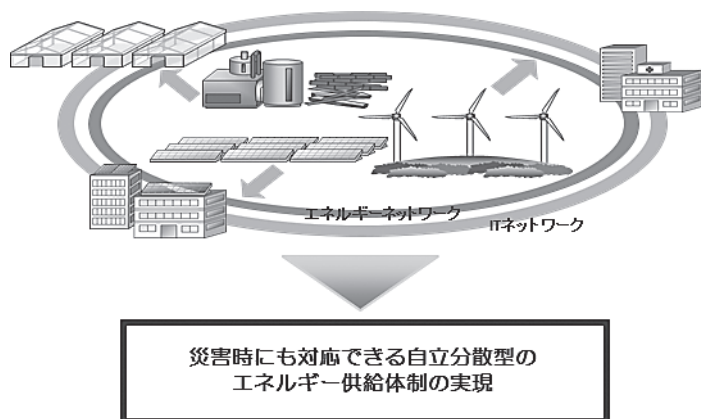 エネルギーネットワーク
ITネットワーク
災害時にも対応できる自立分散型の
エネルギー供給体制の実現